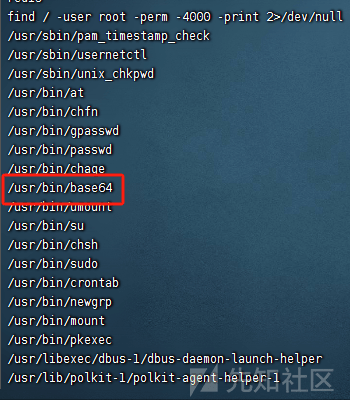 redis
find / -user root -perm -4000 -print 2>/dev/null
/usr/sbin/pam_timestamp_check
/usr/sbin/usernetctl
/usr/sbin/unix_chkpwd
/usr/bin/at
/usr/bin/chfn
/usr/bin/gpasswd
/usr/bin/passwd
/usr/bin/chage
/usr/bin/base64
/usr/bin/umount
/usr/bin/su
/usr/bin/chsh
/usr/bin/sudo
/usr/bin/crontab
/usr/bin/newgrp
/usr/bin/mount
/usr/bin/pkexec
/usr/libexec/dbus-1/dbus-daemon-launch-helper
/usr/lib/polkit-1/polkit-agent-helper-1
先知社区